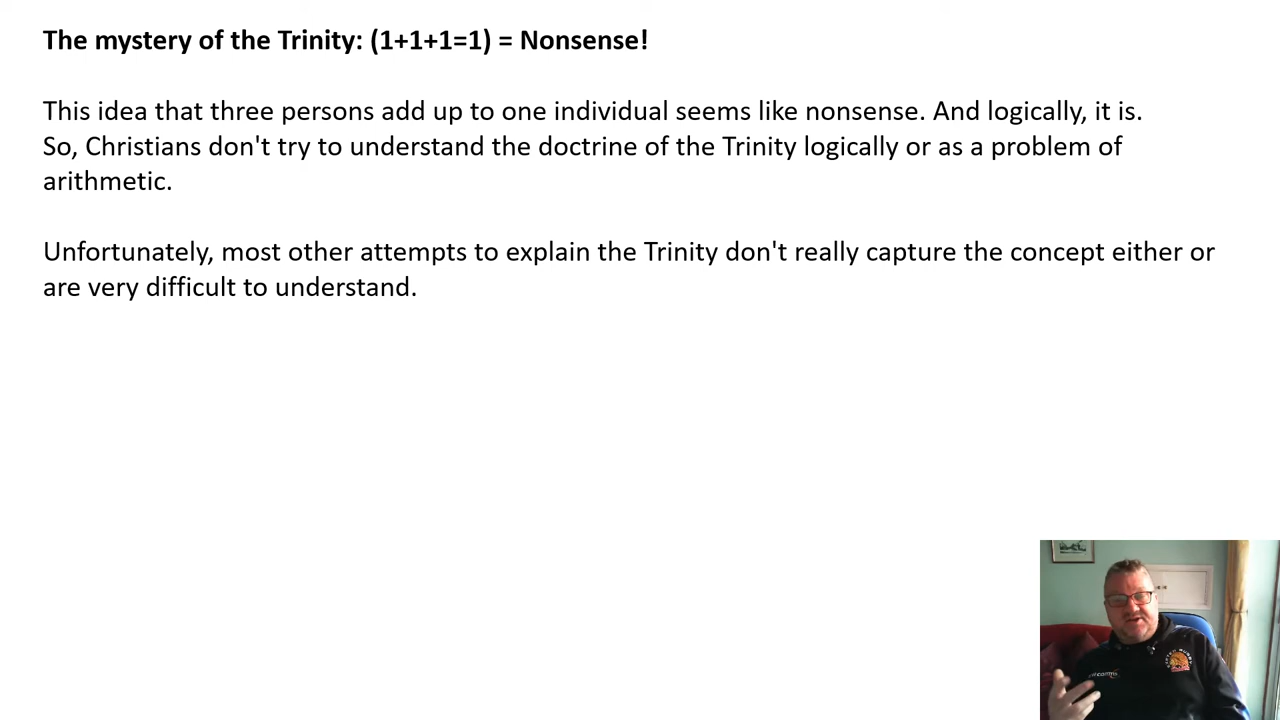 The mystery of the Trinity: (1+1+1=1) = Nonsense!
This idea that three persons add up to one individual seems like nonsense. And logically, it is.
So, Christians don't try to understand the doctrine of the Trinity logically or as a problem of
arithmetic.
Unfortunately, most other attempts to explain the Trinity don't really capture the concept either or
are very difficult to understand.